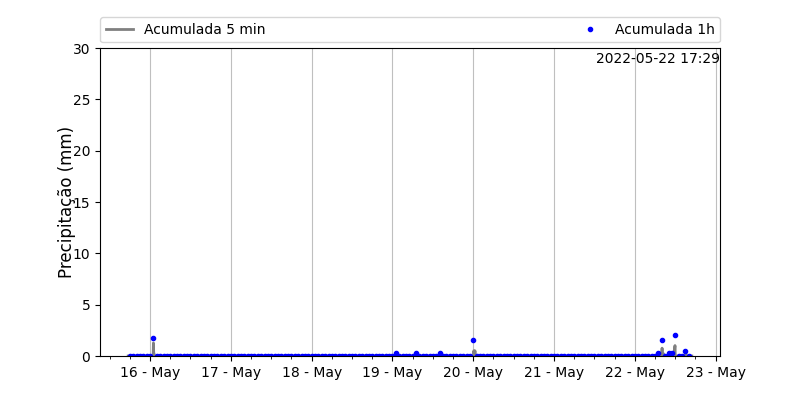 Acumulada 5 min
Acumulada 1h
2022-05-22 17:29
Precipitação (mm)
30
25
20
15
10
5
0
16 - May 17 - May 18 - May 19 - May 20 - May 21 - May 22 - May 23 - May